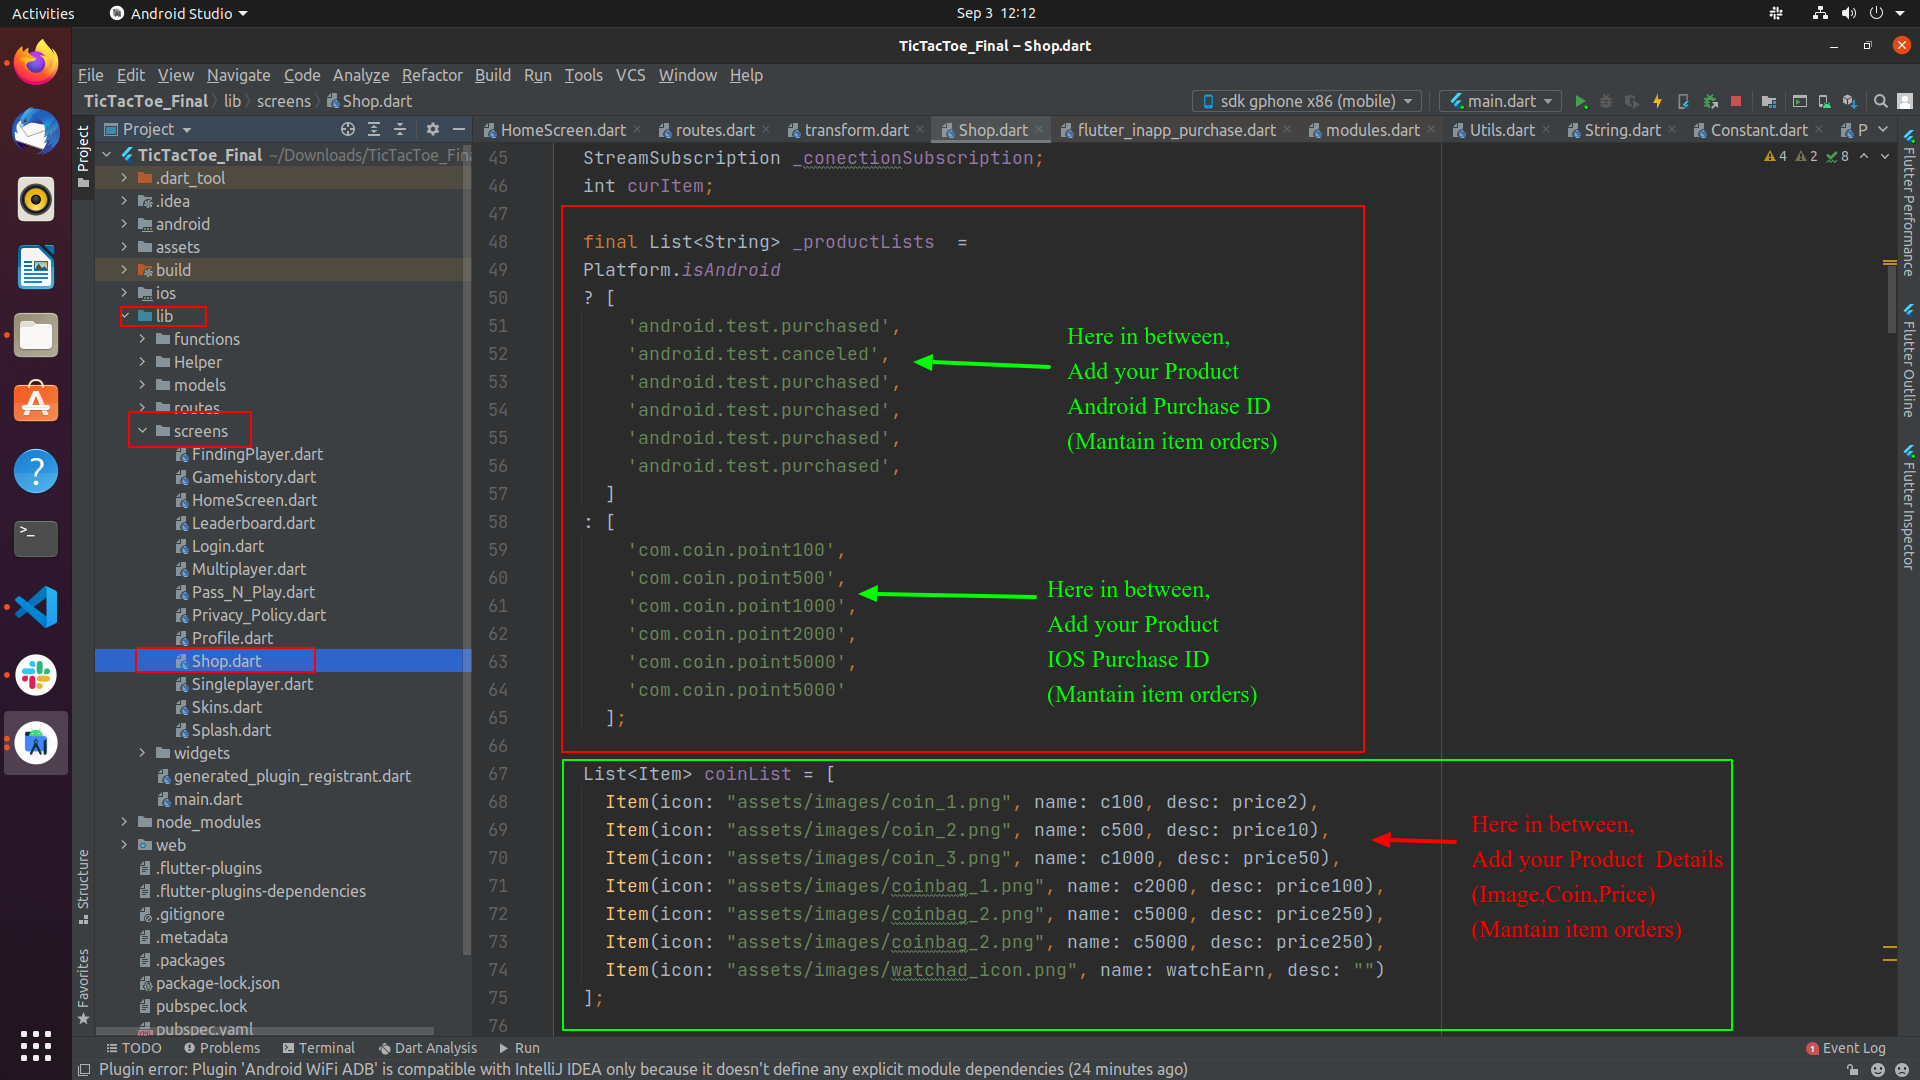 Activities
Android Studio
Sep 3 12:12
TicTacToe_Final – Shop.dart
File Edit View Navigate Code Analyze Refactor Build Run Tools VCS Window Help
TicTacToe_Final lib screens Shop.dart
sdk gphone x86 (mobile)
main.dart
Project
Project
HomeScreen.dart
routes.dart
transform.dart
Shop.dart
flutter_inapp_purchase.dart
modules.dart
Utils.dart
String.dart
Constant.dart
P
TicTacToe_Final ~/Downloads/TicTacToe_Fina
.dart_tool
.idea
android
assets
build
ios
lib
functions
Helper
models
routes
screens
FindingPlayer.dart
Gamehistory.dart
HomeScreen.dart
Leaderboard.dart
Login.dart
Multiplayer.dart
Pass_N_Play.dart
Privacy_Policy.dart
Profile.dart
Shop.dart
Singleplayer.dart
Skins.dart
Splash.dart
widgets
generated_plugin_registrant.dart
main.dart
node_modules
web
.flutter-plugins
.flutter-plugins-dependencies
.gitignore
.metadata
.packages
package-lock.json
pubspec.lock
pubspec.yaml
Structure
Favorites
4 2 8
45 StreamSubscription _conectionSubscription;
46 int curItem;
47
48 final List<String> _productLists  =
49 Platform.isAndroid
50 ? [
51 'android.test.purchased',
52 'android.test.canceled',
53 'android.test.purchased',
54 'android.test.purchased',
55 'android.test.purchased',
56 'android.test.purchased',
57 ]
58 : [
59 'com.coin.point100',
60 'com.coin.point500',
61 'com.coin.point1000',
62 'com.coin.point2000',
63 'com.coin.point5000',
64 'com.coin.point5000'
65 ];
66
67 List<Item> coinList = [
68 Item(icon: "assets/images/coin_1.png", name: c100, desc: price2),
69 Item(icon: "assets/images/coin_2.png", name: c500, desc: price10),
70 Item(icon: "assets/images/coin_3.png", name: c1000, desc: price50),
71 Item(icon: "assets/images/coinbag_1.png", name: c2000, desc: price100),
72 Item(icon: "assets/images/coinbag_2.png", name: c5000, desc: price250),
73 Item(icon: "assets/images/coinbag_2.png", name: c5000, desc: price250),
74 Item(icon: "assets/images/watchad_icon.png", name: watchEarn, desc: "")
75 ];
76
Here in between,
Add your Product
Android Purchase ID
(Mantain item orders)
Here in between,
Add your Product
IOS Purchase ID
(Mantain item orders)
Here in between,
Add your Product  Details
(Image,Coin,Price)
(Mantain item orders)
Flutter Performance
Flutter Outline
Flutter Inspector
TODO
Problems
Terminal
Dart Analysis
Run
1 Event Log
Plugin error: Plugin 'Android WiFi ADB' is compatible with IntelliJ IDEA only because it doesn't define any explicit module dependencies (24 minutes ago)